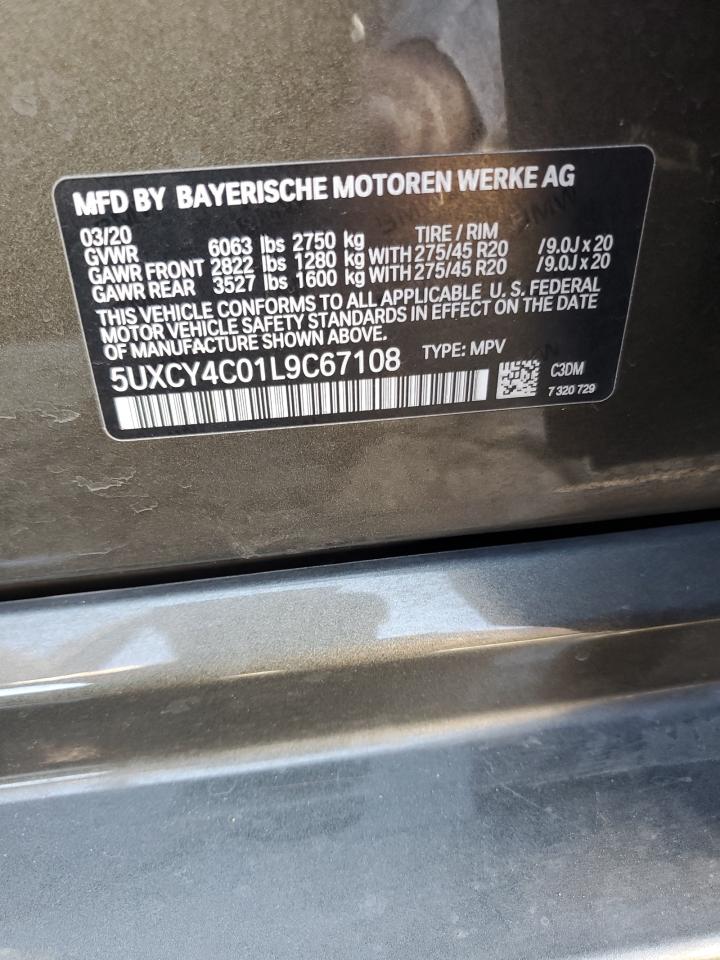 MFD BY BAYERISCHE MOTOREN WERKE AG
03/20 TIRE / RIM
GVWR 6063 lbs 2750 kg
GAWR FRONT 2822 lbs 1280 kg WITH 275/45 R20 /9.0J x 20
GAWR REAR 3527 lbs 1600 kg WITH 275/45 R20 /9.0J x 20
THIS VEHICLE CONFORMS TO ALL APPLICABLE U. S. FEDERAL
MOTOR VEHICLE SAFETY STANDARDS IN EFFECT ON THE DATE
OF MANUFACTURE SHOWN ABOVE.
5UXCY4C01L9C67108 TYPE: MPV
C3DM
7 320 729